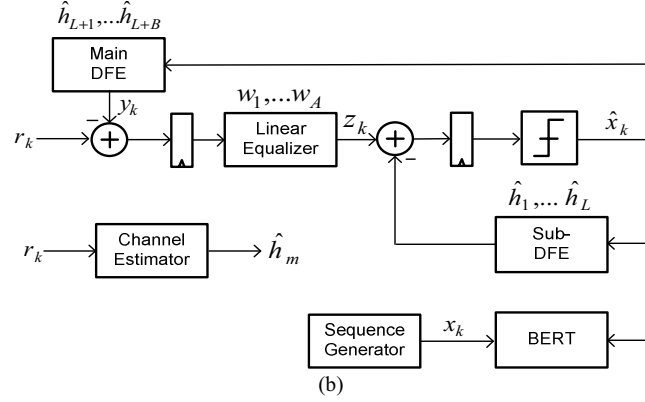 ĥ_{L+1},...ĥ_{L+B}
Main
DFE
−
y_k
r_k
+
w_1,...w_A
Linear
Equalizer
z_k
+
−
x̂_k
ĥ_1,... ĥ_L
Sub-
DFE
r_k
Channel
Estimator
ĥ_m
Sequence
Generator
x_k
BERT
(b)